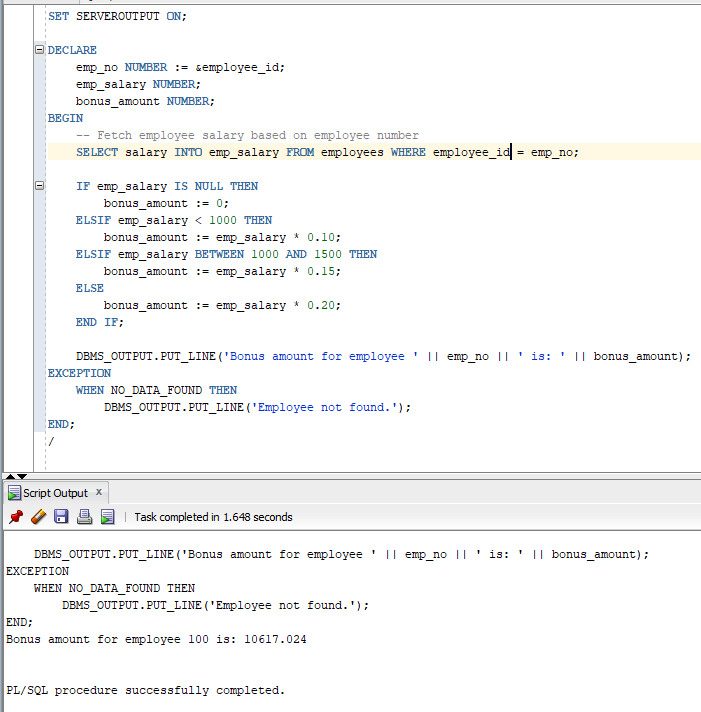 SET SERVEROUTPUT ON;
DECLARE
emp_no NUMBER := &employee_id;
emp_salary NUMBER;
bonus_amount NUMBER;
BEGIN
-- Fetch employee salary based on employee number
SELECT salary INTO emp_salary FROM employees WHERE employee_id = emp_no;
IF emp_salary IS NULL THEN
bonus_amount := 0;
ELSIF emp_salary < 1000 THEN
bonus_amount := emp_salary * 0.10;
ELSIF emp_salary BETWEEN 1000 AND 1500 THEN
bonus_amount := emp_salary * 0.15;
ELSE
bonus_amount := emp_salary * 0.20;
END IF;
DBMS_OUTPUT.PUT_LINE('Bonus amount for employee ' || emp_no || ' is: ' || bonus_amount);
EXCEPTION
WHEN NO_DATA_FOUND THEN
DBMS_OUTPUT.PUT_LINE('Employee not found.');
END;
/
Script Output x
Task completed in 1.648 seconds
DBMS_OUTPUT.PUT_LINE('Bonus amount for employee ' || emp_no || ' is: ' || bonus_amount);
EXCEPTION
WHEN NO_DATA_FOUND THEN
DBMS_OUTPUT.PUT_LINE('Employee not found.');
END;
Bonus amount for employee 100 is: 10617.024
PL/SQL procedure successfully completed.